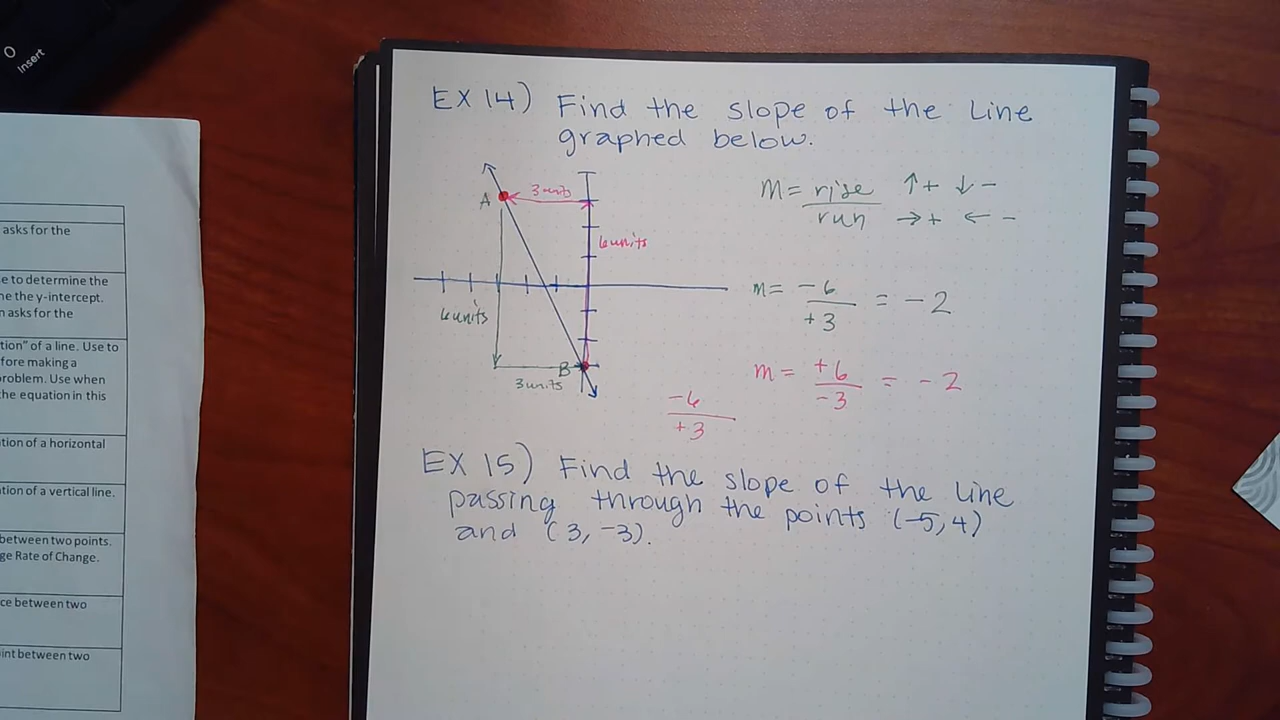 O
Insert
asks for the
e to determine the
ne the y-intercept.
n asks for the
tion" of a line. Use to
fore making a
problem. Use when
the equation in this
tion of a horizontal
ation of a vertical line.
between two points.
ge Rate of Change.
ce between two
int between two
EX 14) Find the slope of the line
graphed below.
A
3 units
6 units
6 units
B
3 units
m = rise ↑+ ↓-
run →+ ←-
m = -6 = -2
+3
m = +6 = -2
-3
-6
+3
EX 15) Find the slope of the line
passing through the points (-5,4)
and (3,-3).